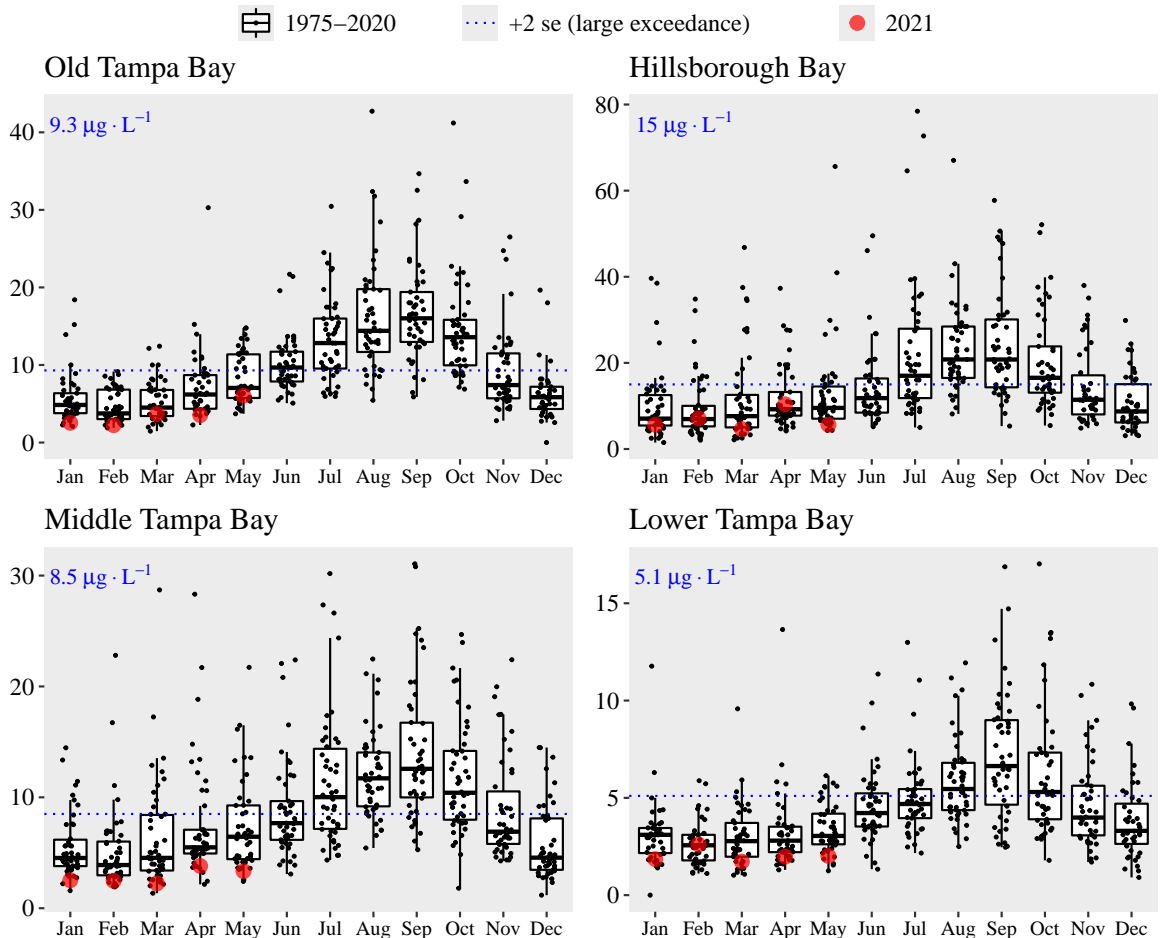 1975–2020 +2 se (large exceedance) 2021
Old Tampa Bay
9.3 μg · L⁻¹
40
30
20
10
0
Jan Feb Mar Apr May Jun Jul Aug Sep Oct Nov Dec
Hillsborough Bay
15 μg · L⁻¹
80
60
40
20
0
Jan Feb Mar Apr May Jun Jul Aug Sep Oct Nov Dec
Middle Tampa Bay
8.5 μg · L⁻¹
30
20
10
0
Jan Feb Mar Apr May Jun Jul Aug Sep Oct Nov Dec
Lower Tampa Bay
5.1 μg · L⁻¹
15
10
5
0
Jan Feb Mar Apr May Jun Jul Aug Sep Oct Nov Dec